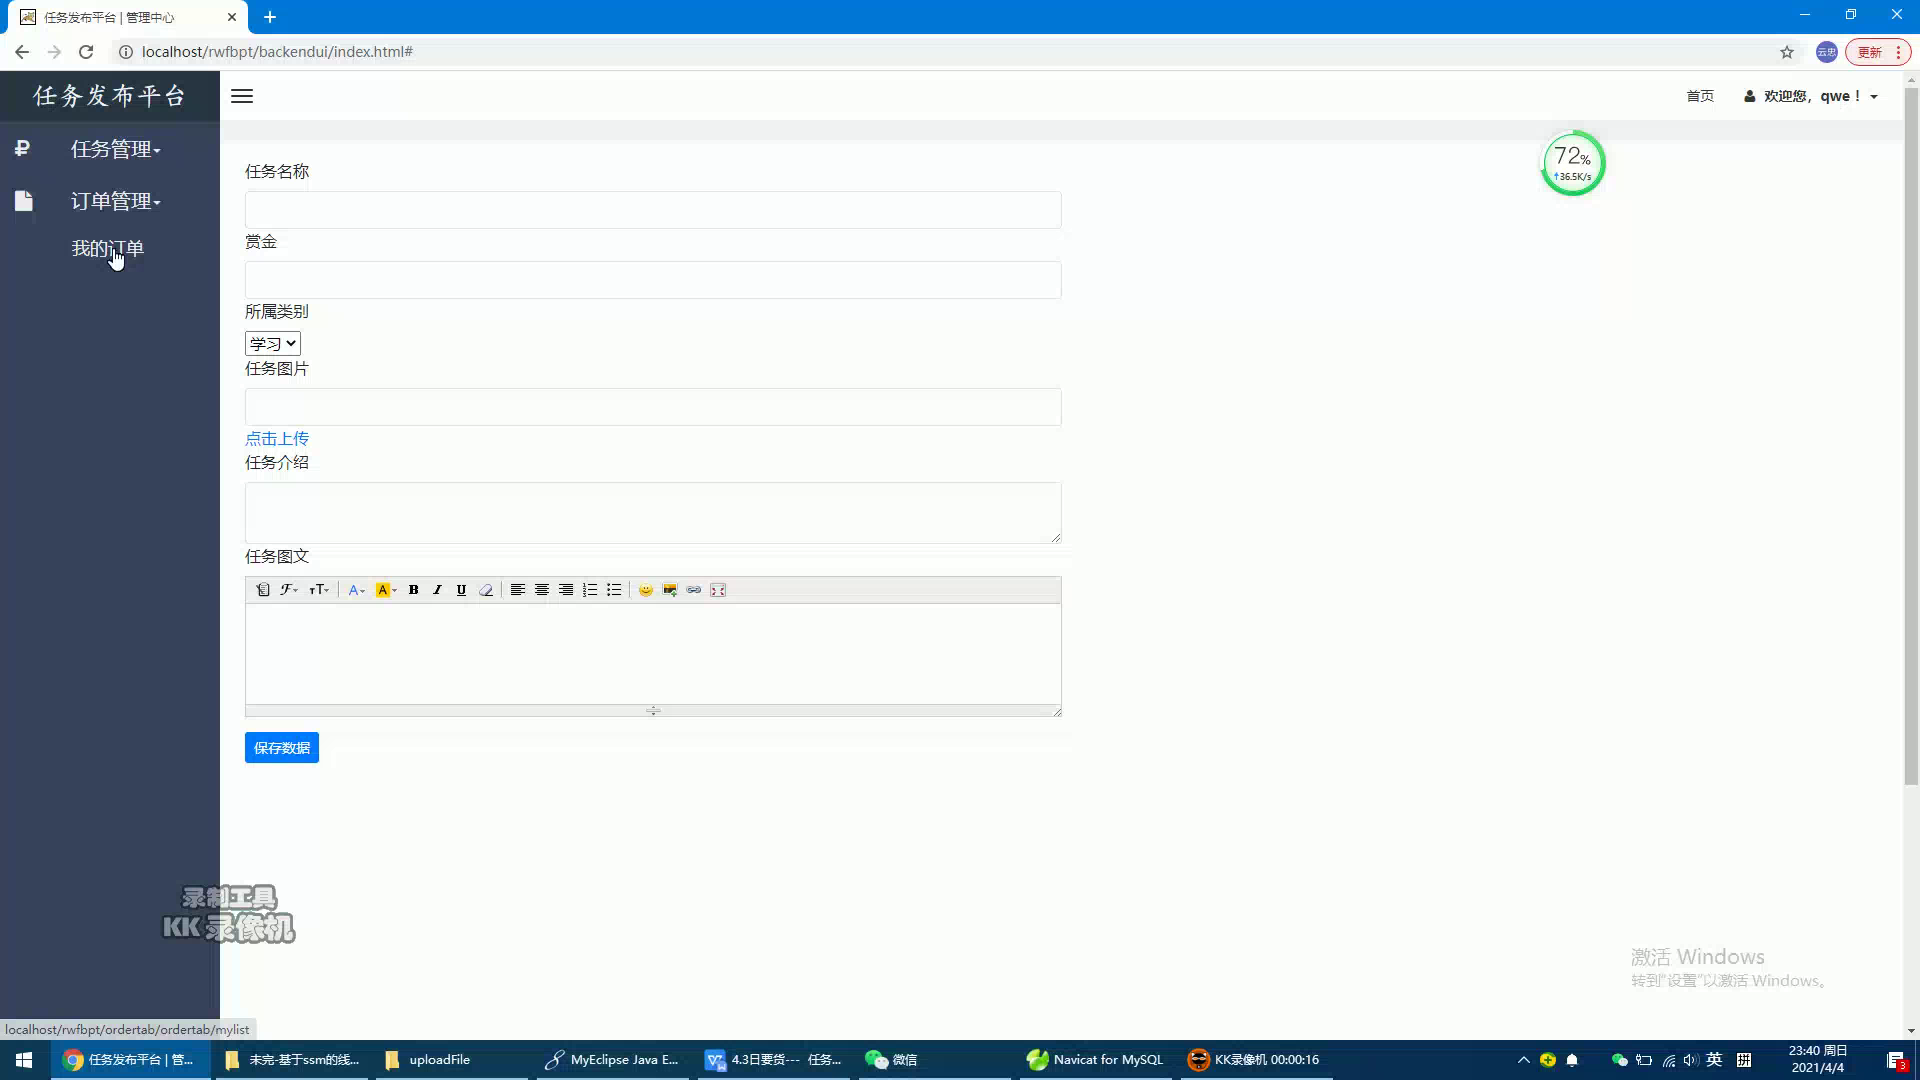 任务发布平台 | 管理中心
localhost/rwfbpt/backendui/index.html#
云忠
更新
任务发布平台
首页
欢迎您，qwe！
任务管理
订单管理
我的订单
72%
↑36.5K/s
任务名称
赏金
所属类别
学习
任务图片
点击上传
任务介绍
任务图文
保存数据
录制工具
KK 录像机
激活 Windows
转到"设置"以激活 Windows。
localhost/rwfbpt/ordertab/ordertab/mylist
任务发布平台 | 管...
未完-基于ssm的线...
uploadFile
MyEclipse Java E...
4.3日要货--- 任务...
微信
Navicat for MySQL
KK录像机 00:00:16
英
拼
23:40 周日
2021/4/4
3